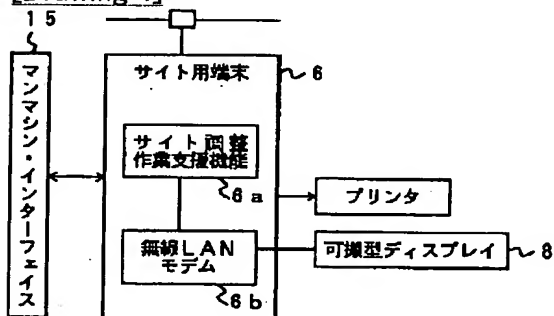 15
サイト用端末
6
マンマシン・インターフェイス
サイト調整
作業支援機能
6a
プリンタ
無線LAN
モデム
6b
可搬型ディスプレイ
8